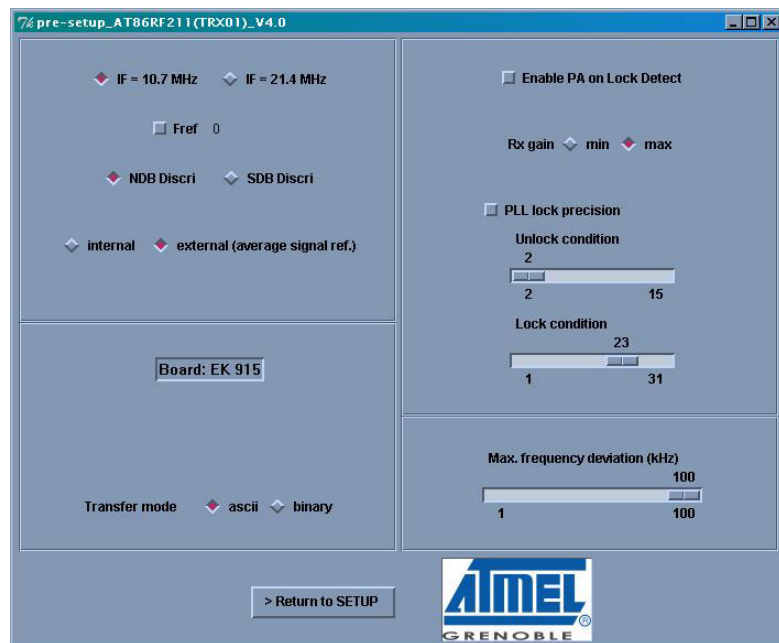 pre-setup_AT86RF211(TRX01)_V4.0
IF = 10.7 MHz IF = 21.4 MHz
Fref 0
NDB Discri SDB Discri
internal external (average signal ref.)
Board: EK 915
Transfer mode ascii binary
Enable PA on Lock Detect
Rx gain min max
PLL lock precision
Unlock condition
2
2 15
Lock condition
23
1 31
Max. frequency deviation (kHz)
100
1 100
> Return to SETUP
ATMEL ®
GRENOBLE